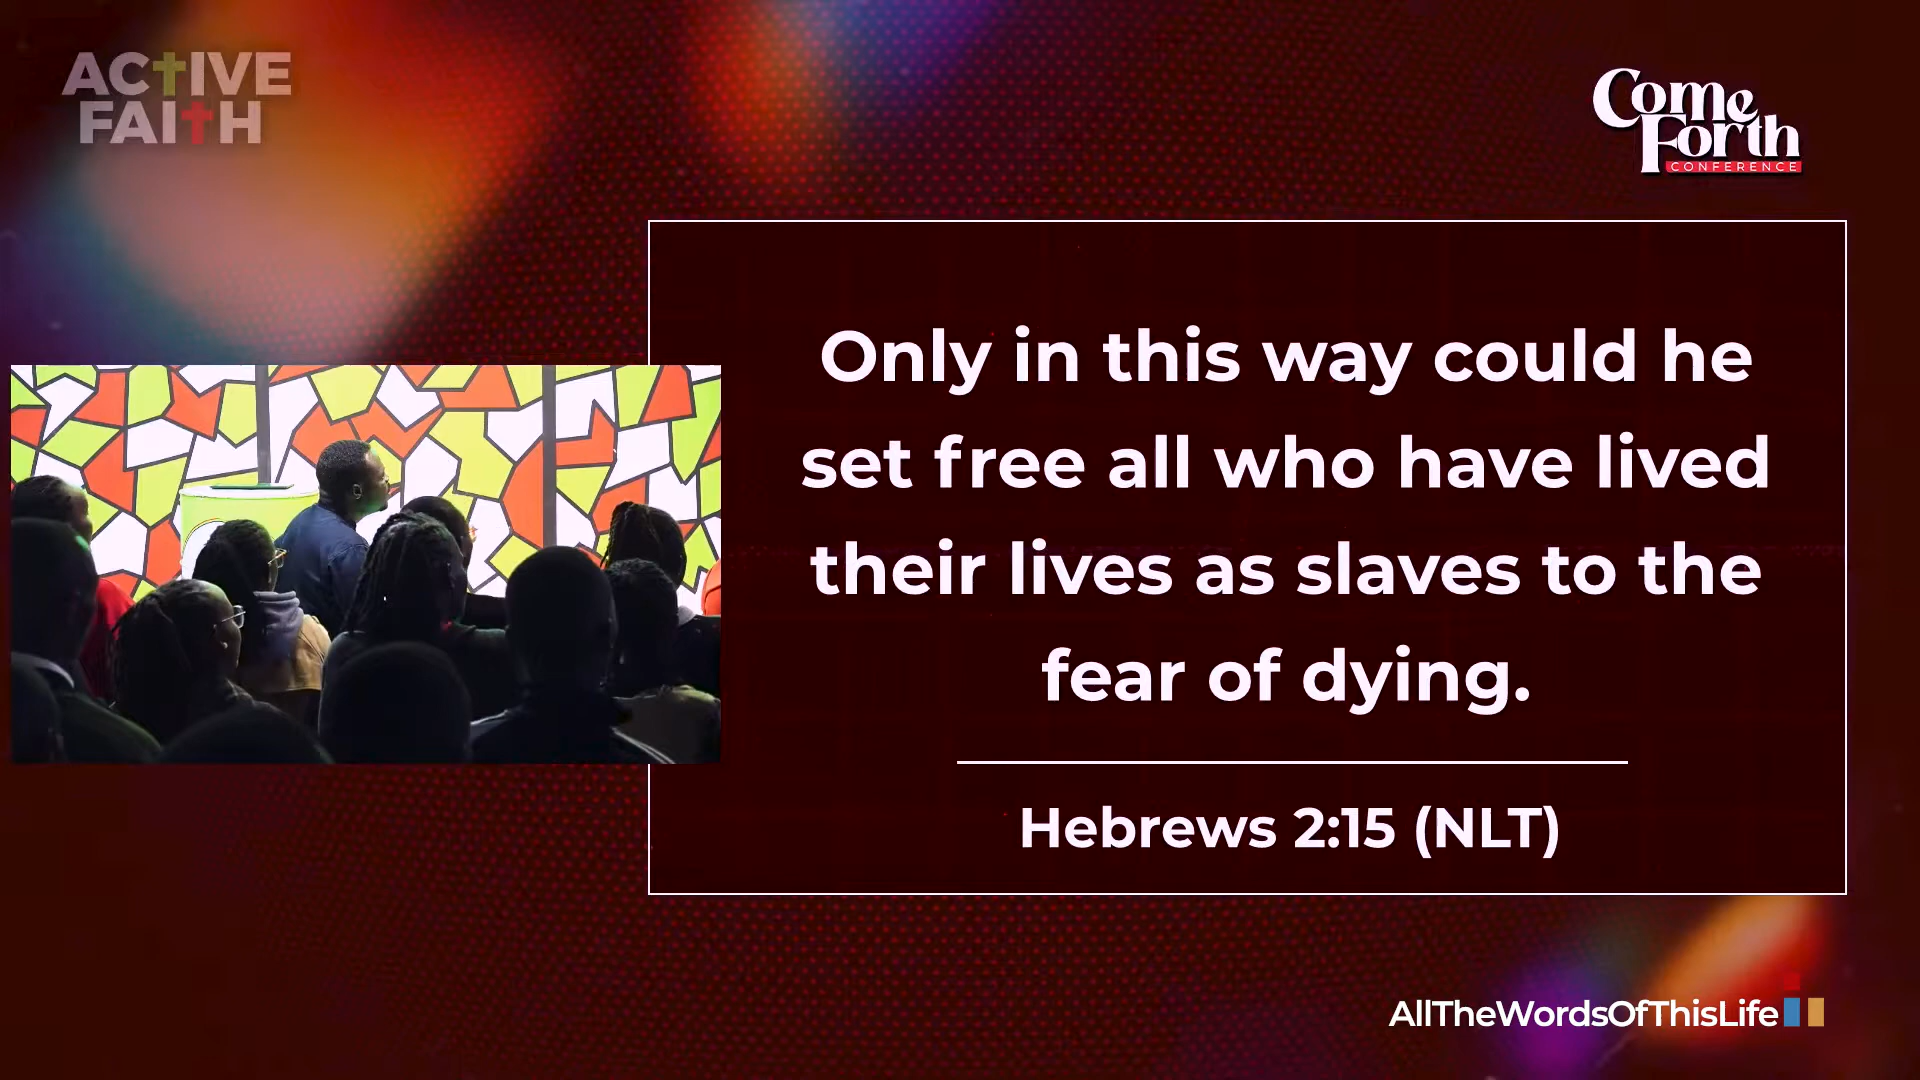 ACTIVE
FAITH
Come
Forth
CONFERENCE
Only in this way could he
set free all who have lived
their lives as slaves to the
fear of dying.
Hebrews 2:15 (NLT)
AllTheWordsOfThisLife